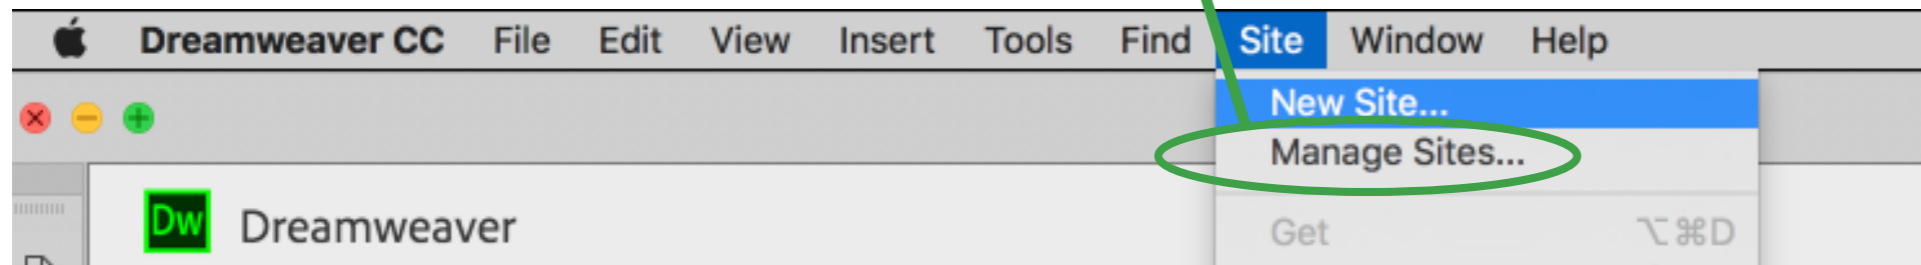 Dreamweaver CC File Edit View Insert Tools Find Site Window Help
New Site...
Manage Sites...
Dw Dreamweaver
Get ⌥⌘D